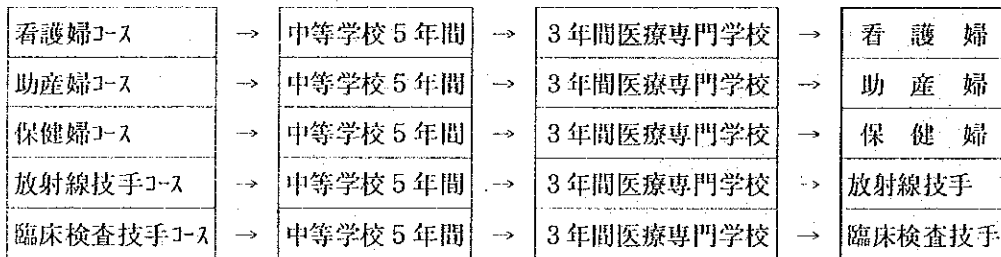 看護婦コース → 中等学校5年間 → 3年間医療専門学校 → 看護婦
助産婦コース → 中等学校5年間 → 3年間医療専門学校 → 助産婦
保健婦コース → 中等学校5年間 → 3年間医療専門学校 → 保健婦
放射線技手コース → 中等学校5年間 → 3年間医療専門学校 → 放射線技手
臨床検査技手コース → 中等学校5年間 → 3年間医療専門学校 → 臨床検査技手